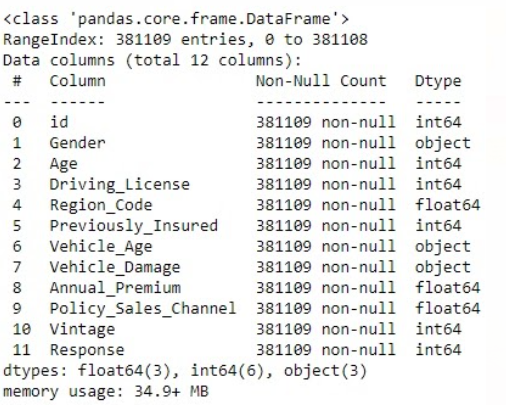 <class 'pandas.core.frame.DataFrame'>
RangeIndex: 381109 entries, 0 to 381108
Data columns (total 12 columns):
 #   Column                Non-Null Count   Dtype
---  ------                --------------   -----
 0   id                    381109 non-null  int64
 1   Gender                381109 non-null  object
 2   Age                   381109 non-null  int64
 3   Driving_License       381109 non-null  int64
 4   Region_Code           381109 non-null  float64
 5   Previously_Insured    381109 non-null  int64
 6   Vehicle_Age           381109 non-null  object
 7   Vehicle_Damage        381109 non-null  object
 8   Annual_Premium        381109 non-null  float64
 9   Policy_Sales_Channel  381109 non-null  float64
 10  Vintage               381109 non-null  int64
 11  Response              381109 non-null  int64
dtypes: float64(3), int64(6), object(3)
memory usage: 34.9+ MB